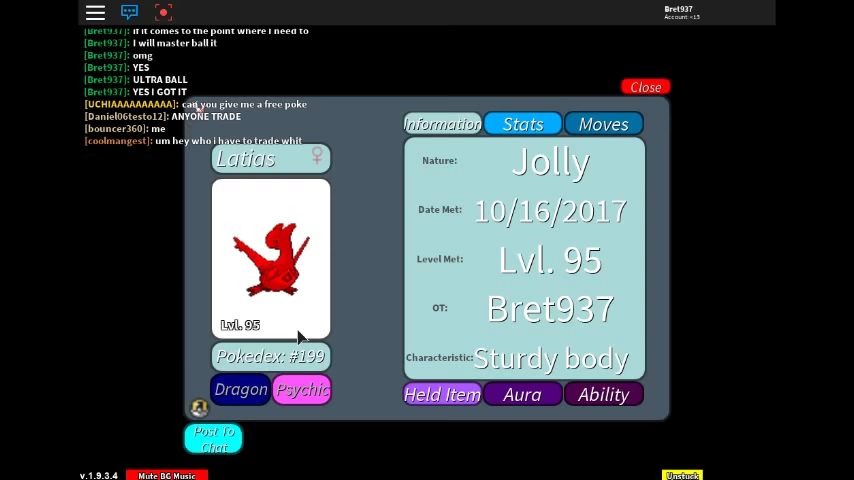 Bret937
Account: <13
[Bret937]: if it comes to the point where I need to
[Bret937]: I will master ball it
[Bret937]: omg
[Bret937]: YES
[Bret937]: ULTRA BALL
[Bret937]: YES I GOT IT
[UCHIAAAAAAAAAA]: can you give me a free poke
[Daniel06testo12]: ANYONE TRADE
[bouncer360]: me
[coolmangest]: um hey who i have to trade whit
Close
Information Stats Moves
Latias ♀
Lvl. 95
Pokedex: #199
Dragon Psychic
Nature: Jolly
Date Met: 10/16/2017
Level Met: Lvl. 95
OT: Bret937
Characteristic: Sturdy body
Held Item Aura Ability
Post To
Chat
v.1.9.3.4 Mute BG Music Unstuck